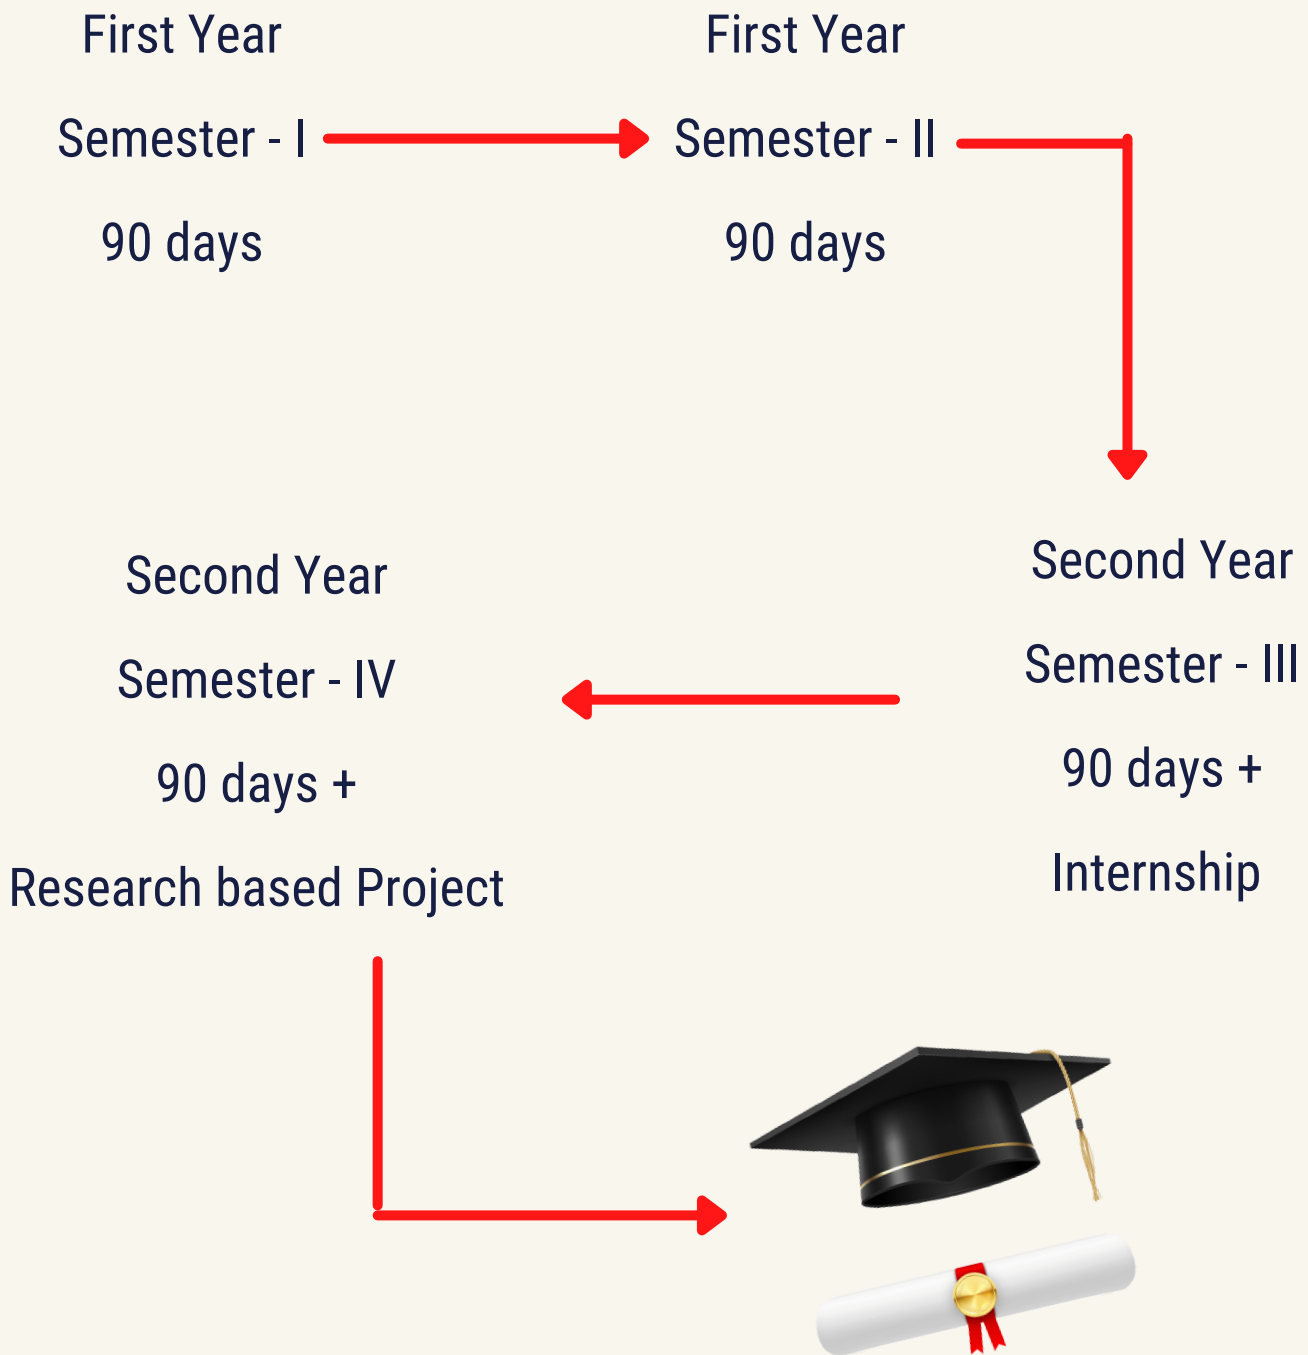 First Year
Semester - I
90 days
First Year
Semester - II
90 days
Second Year
Semester - III
90 days +
Internship
Second Year
Semester - IV
90 days +
Research based Project